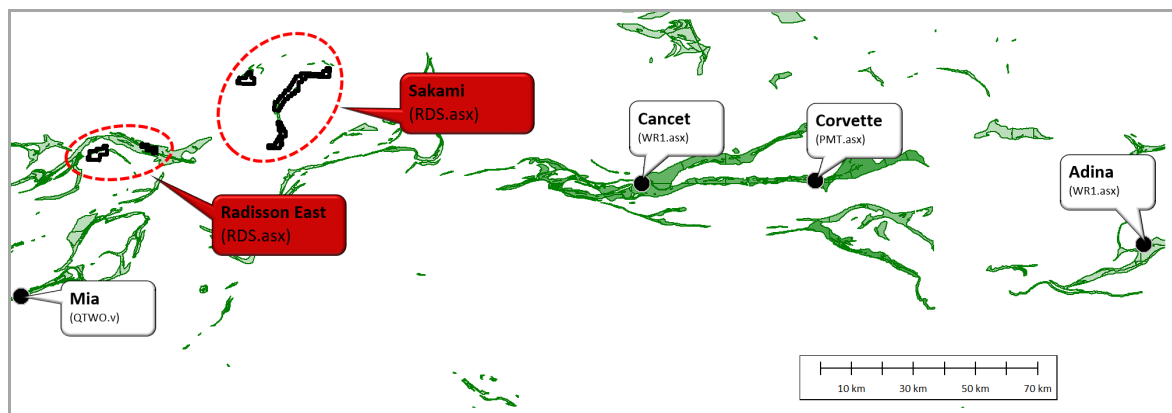 Sakami
(RDS.asx)
Cancet
(WR1.asx)
Corvette
(PMT.asx)
Adina
(WR1.asx)
Radisson East
(RDS.asx)
Mia
(QTWO.v)
10 km 30 km 50 km 70 km